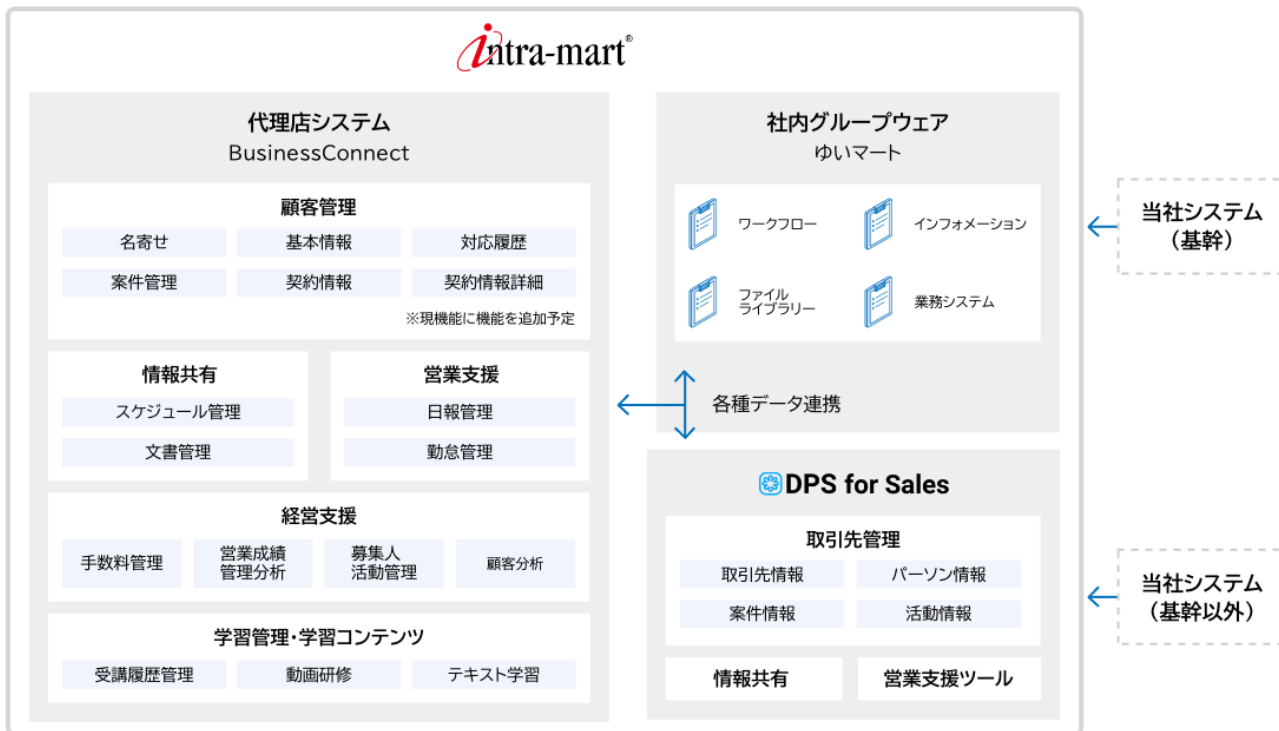 intra-mart®
代理店システム
BusinessConnect
顧客管理
名寄せ
基本情報
対応履歴
案件管理
契約情報
契約情報詳細
※現機能に機能を追加予定
情報共有
スケジュール管理
文書管理
営業支援
日報管理
勤怠管理
経営支援
手数料管理
営業成績
管理分析
募集人
活動管理
顧客分析
学習管理・学習コンテンツ
受講履歴管理
動画研修
テキスト学習
社内グループウェア
ゆいマート
ワークフロー
インフォメーション
ファイル
ライブラリー
業務システム
各種データ連携
DPS for Sales
取引先管理
取引先情報
パーソン情報
案件情報
活動情報
情報共有
営業支援ツール
当社システム
（基幹）
当社システム
（基幹以外）